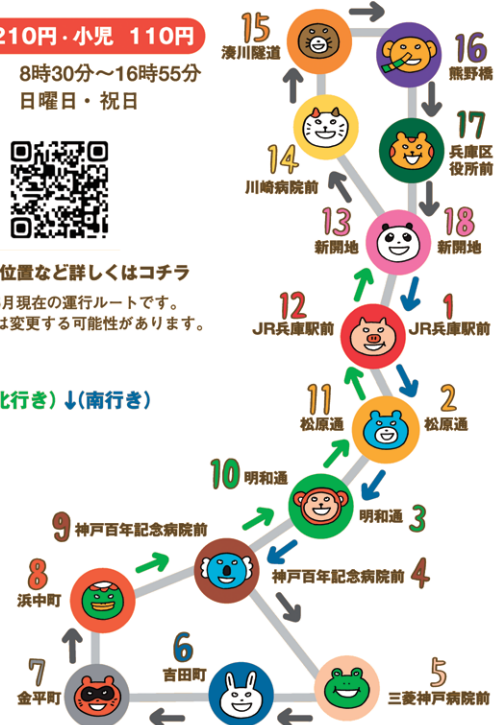 210円・小児 110円
8時30分～16時55分
日曜日・祝日
位置など詳しくはコチラ
月現在の運行ルートです。
は変更する可能性があります。
北行き) ↓(南行き)
15
湊川隧道
16
熊野橋
17
兵庫区
役所前
14
川崎病院前
13
新開地
18
新開地
12
JR兵庫駅前
1
JR兵庫駅前
11
松原通
2
松原通
10 明和通
明和通 3
9 神戸百年記念病院前
神戸百年記念病院前 4
8
浜中町
7
金平町
6
吉田町
5
三菱神戸病院前